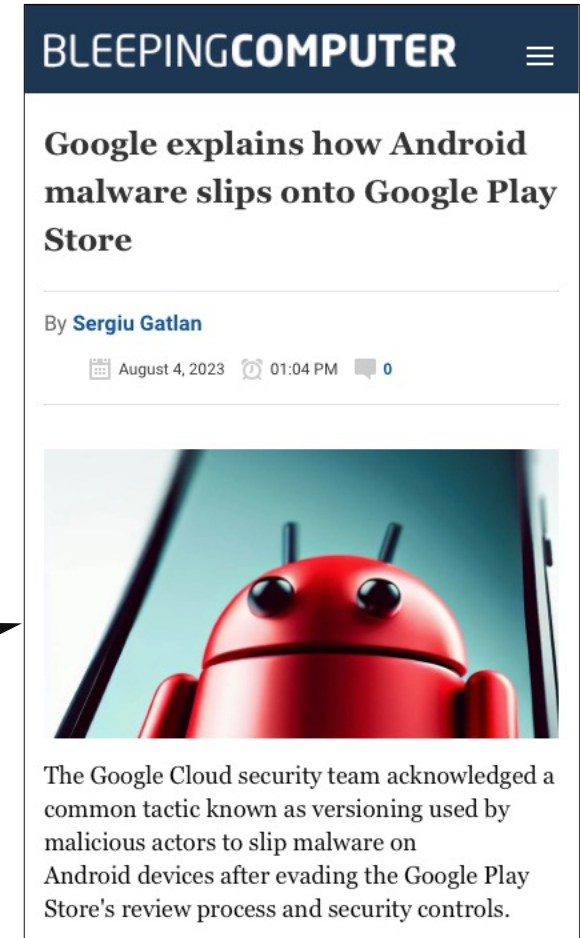 BLEEPINGCOMPUTER
Google explains how Android
malware slips onto Google Play
Store
By Sergiu Gatlan
August 4, 2023 01:04 PM 0
The Google Cloud security team acknowledged a
common tactic known as versioning used by
malicious actors to slip malware on
Android devices after evading the Google Play
Store's review process and security controls.